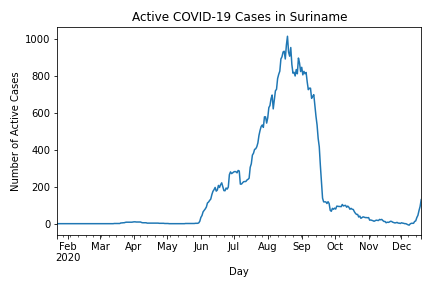 Active COVID-19 Cases in Suriname
Number of Active Cases
1000
800
600
400
200
0
Feb Mar Apr May Jun Jul Aug Sep Oct Nov Dec
2020
Day